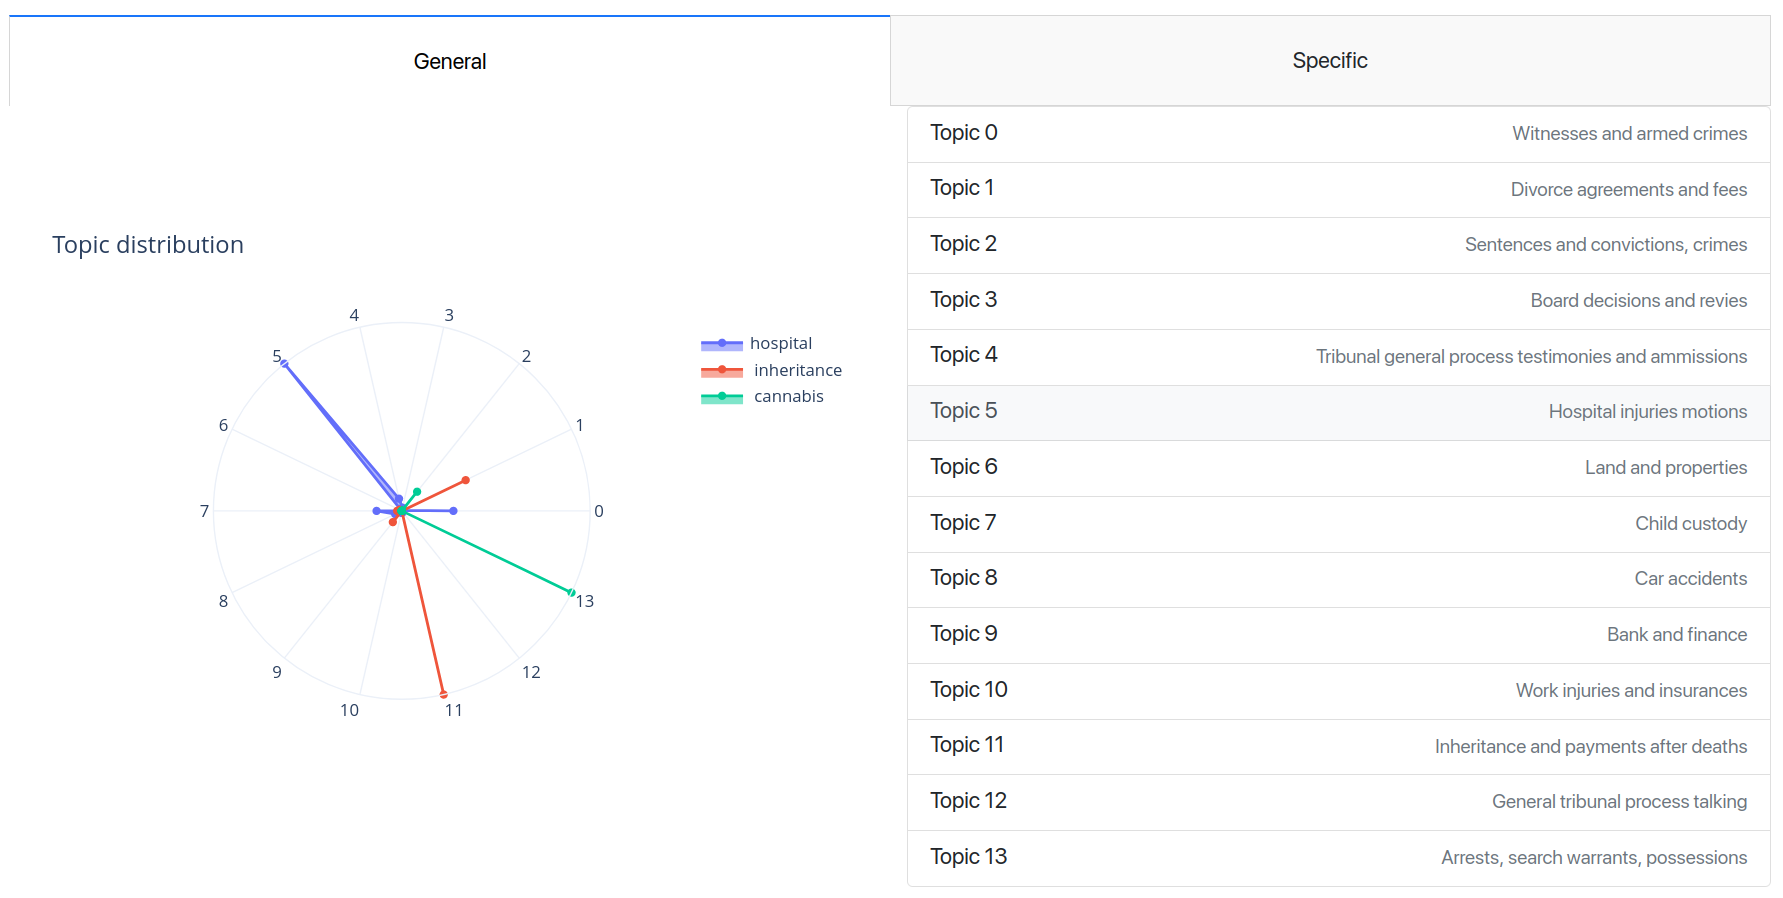 General
Specific
Topic distribution
4
3
5
2
6
1
7
0
8
13
9
12
10
11
hospital
inheritance
cannabis
Topic 0 Witnesses and armed crimes
Topic 1 Divorce agreements and fees
Topic 2 Sentences and convictions, crimes
Topic 3 Board decisions and revies
Topic 4 Tribunal general process testimonies and ammissions
Topic 5 Hospital injuries motions
Topic 6 Land and properties
Topic 7 Child custody
Topic 8 Car accidents
Topic 9 Bank and finance
Topic 10 Work injuries and insurances
Topic 11 Inheritance and payments after deaths
Topic 12 General tribunal process talking
Topic 13 Arrests, search warrants, possessions